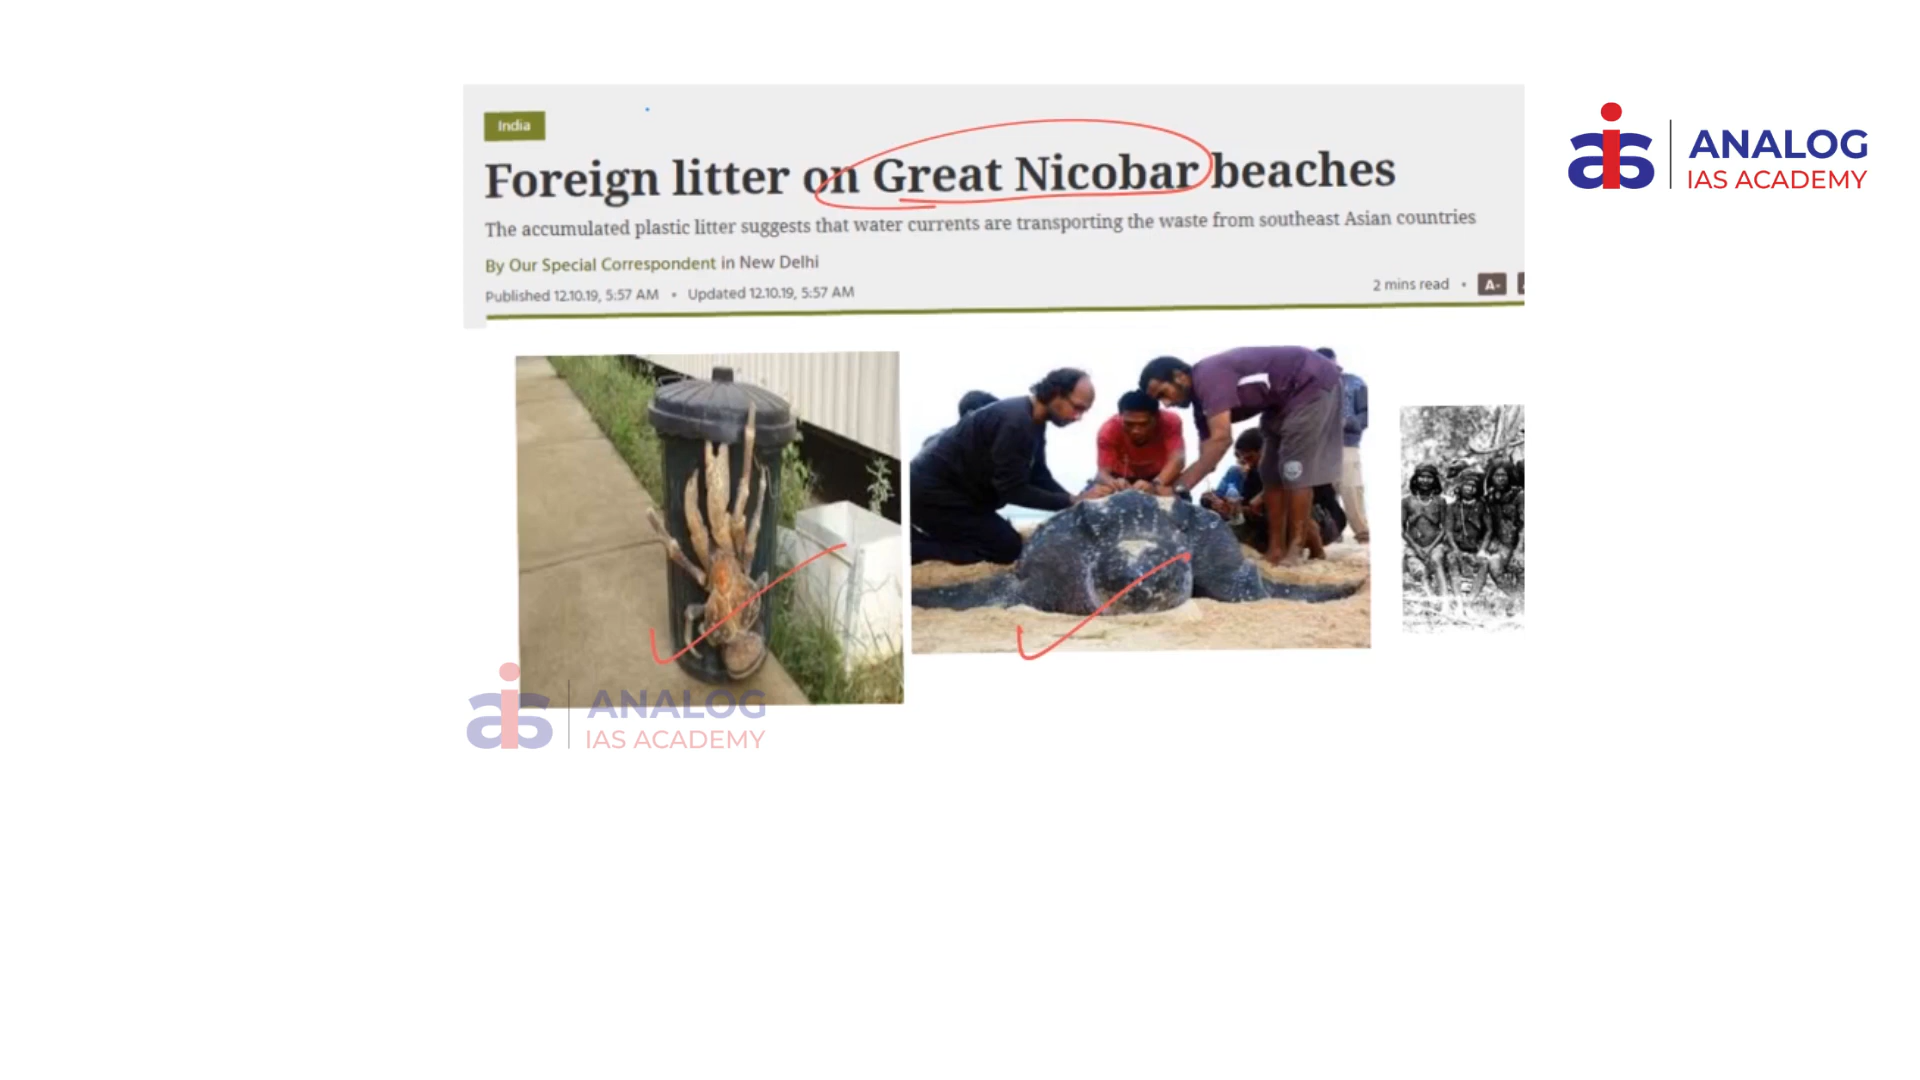 India
Foreign litter on Great Nicobar beaches
The accumulated plastic litter suggests that water currents are transporting the waste from southeast Asian countries
By Our Special Correspondent in New Delhi
Published 12.10.19, 5:57 AM • Updated 12.10.19, 5:57 AM
2 mins read • A-
ANALOG
IAS ACADEMY
ANALOG
IAS ACADEMY